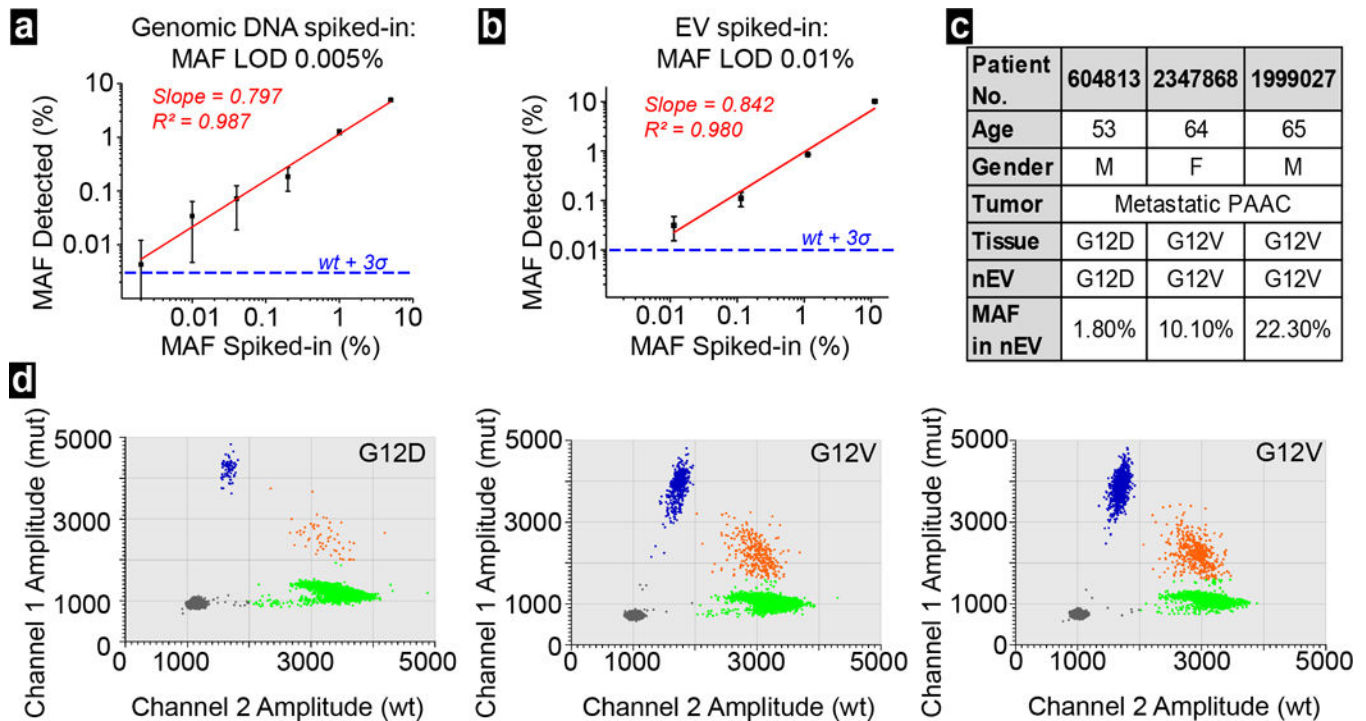 a
Genomic DNA spiked-in:
MAF LOD 0.005%
MAF Detected (%)
10
1
0.1
0.01
Slope = 0.797
R² = 0.987
wt + 3σ
0.01 0.1 1 10
MAF Spiked-in (%)
b
EV spiked-in:
MAF LOD 0.01%
MAF Detected (%)
10
1
0.1
0.01
Slope = 0.842
R² = 0.980
wt + 3σ
0.01 0.1 1 10
MAF Spiked-in (%)
c
Patient No. 604813 2347868 1999027
Age 53 64 65
Gender M F M
Tumor Metastatic PAAC
Tissue G12D G12V G12V
nEV G12D G12V G12V
MAF in nEV 1.80% 10.10% 22.30%
d
Channel 1 Amplitude (mut)
5000
3000
1000
0
G12D
0 1000 3000 5000
Channel 2 Amplitude (wt)
Channel 1 Amplitude (mut)
5000
3000
1000
0
G12V
0 1000 3000 5000
Channel 2 Amplitude (wt)
Channel 1 Amplitude (mut)
5000
3000
1000
0
G12V
0 1000 3000 5000
Channel 2 Amplitude (wt)